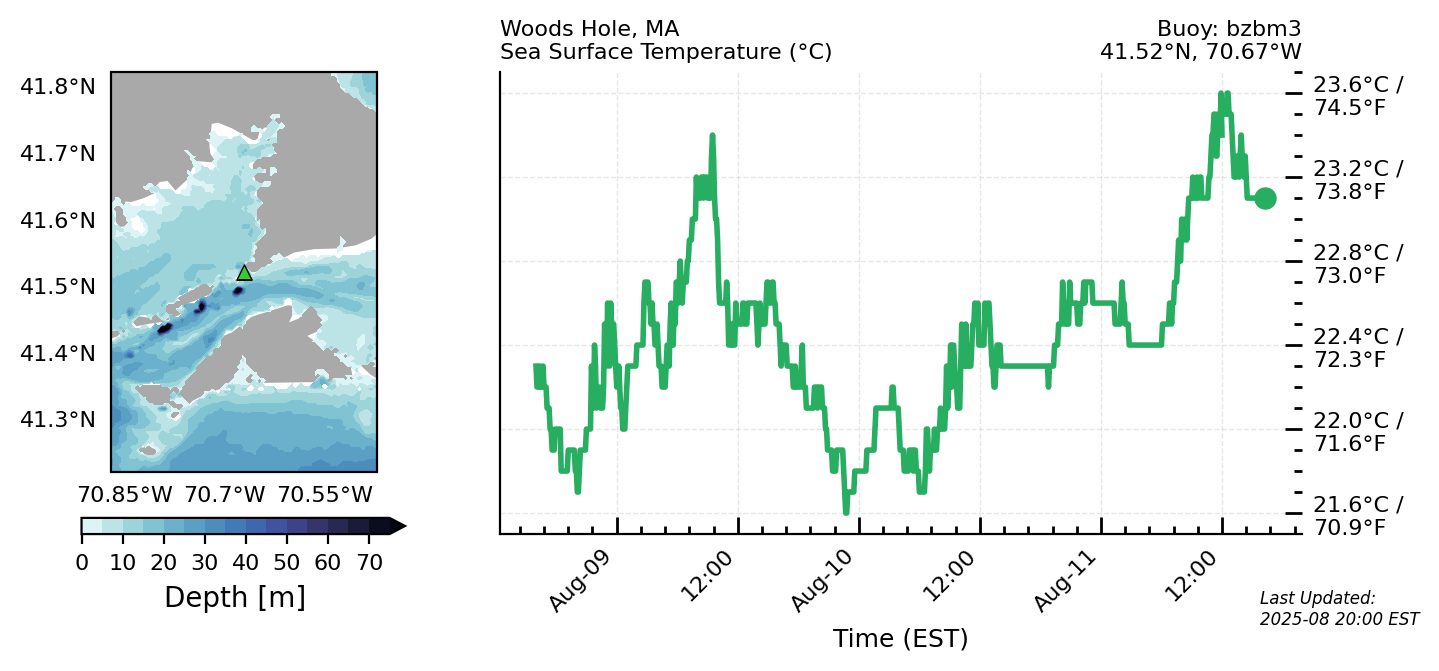 Woods Hole, MA
Sea Surface Temperature (°C)
Buoy: bzbm3
41.52°N, 70.67°W
41.8°N
41.7°N
41.6°N
41.5°N
41.4°N
41.3°N
70.85°W 70.7°W 70.55°W
0 10 20 30 40 50 60 70
Depth [m]
23.6°C /
74.5°F
23.2°C /
73.8°F
22.8°C /
73.0°F
22.4°C /
72.3°F
22.0°C /
71.6°F
21.6°C /
70.9°F
Aug-09 12:00 Aug-10 12:00 Aug-11 12:00
Time (EST)
Last Updated:
2025-08 20:00 EST